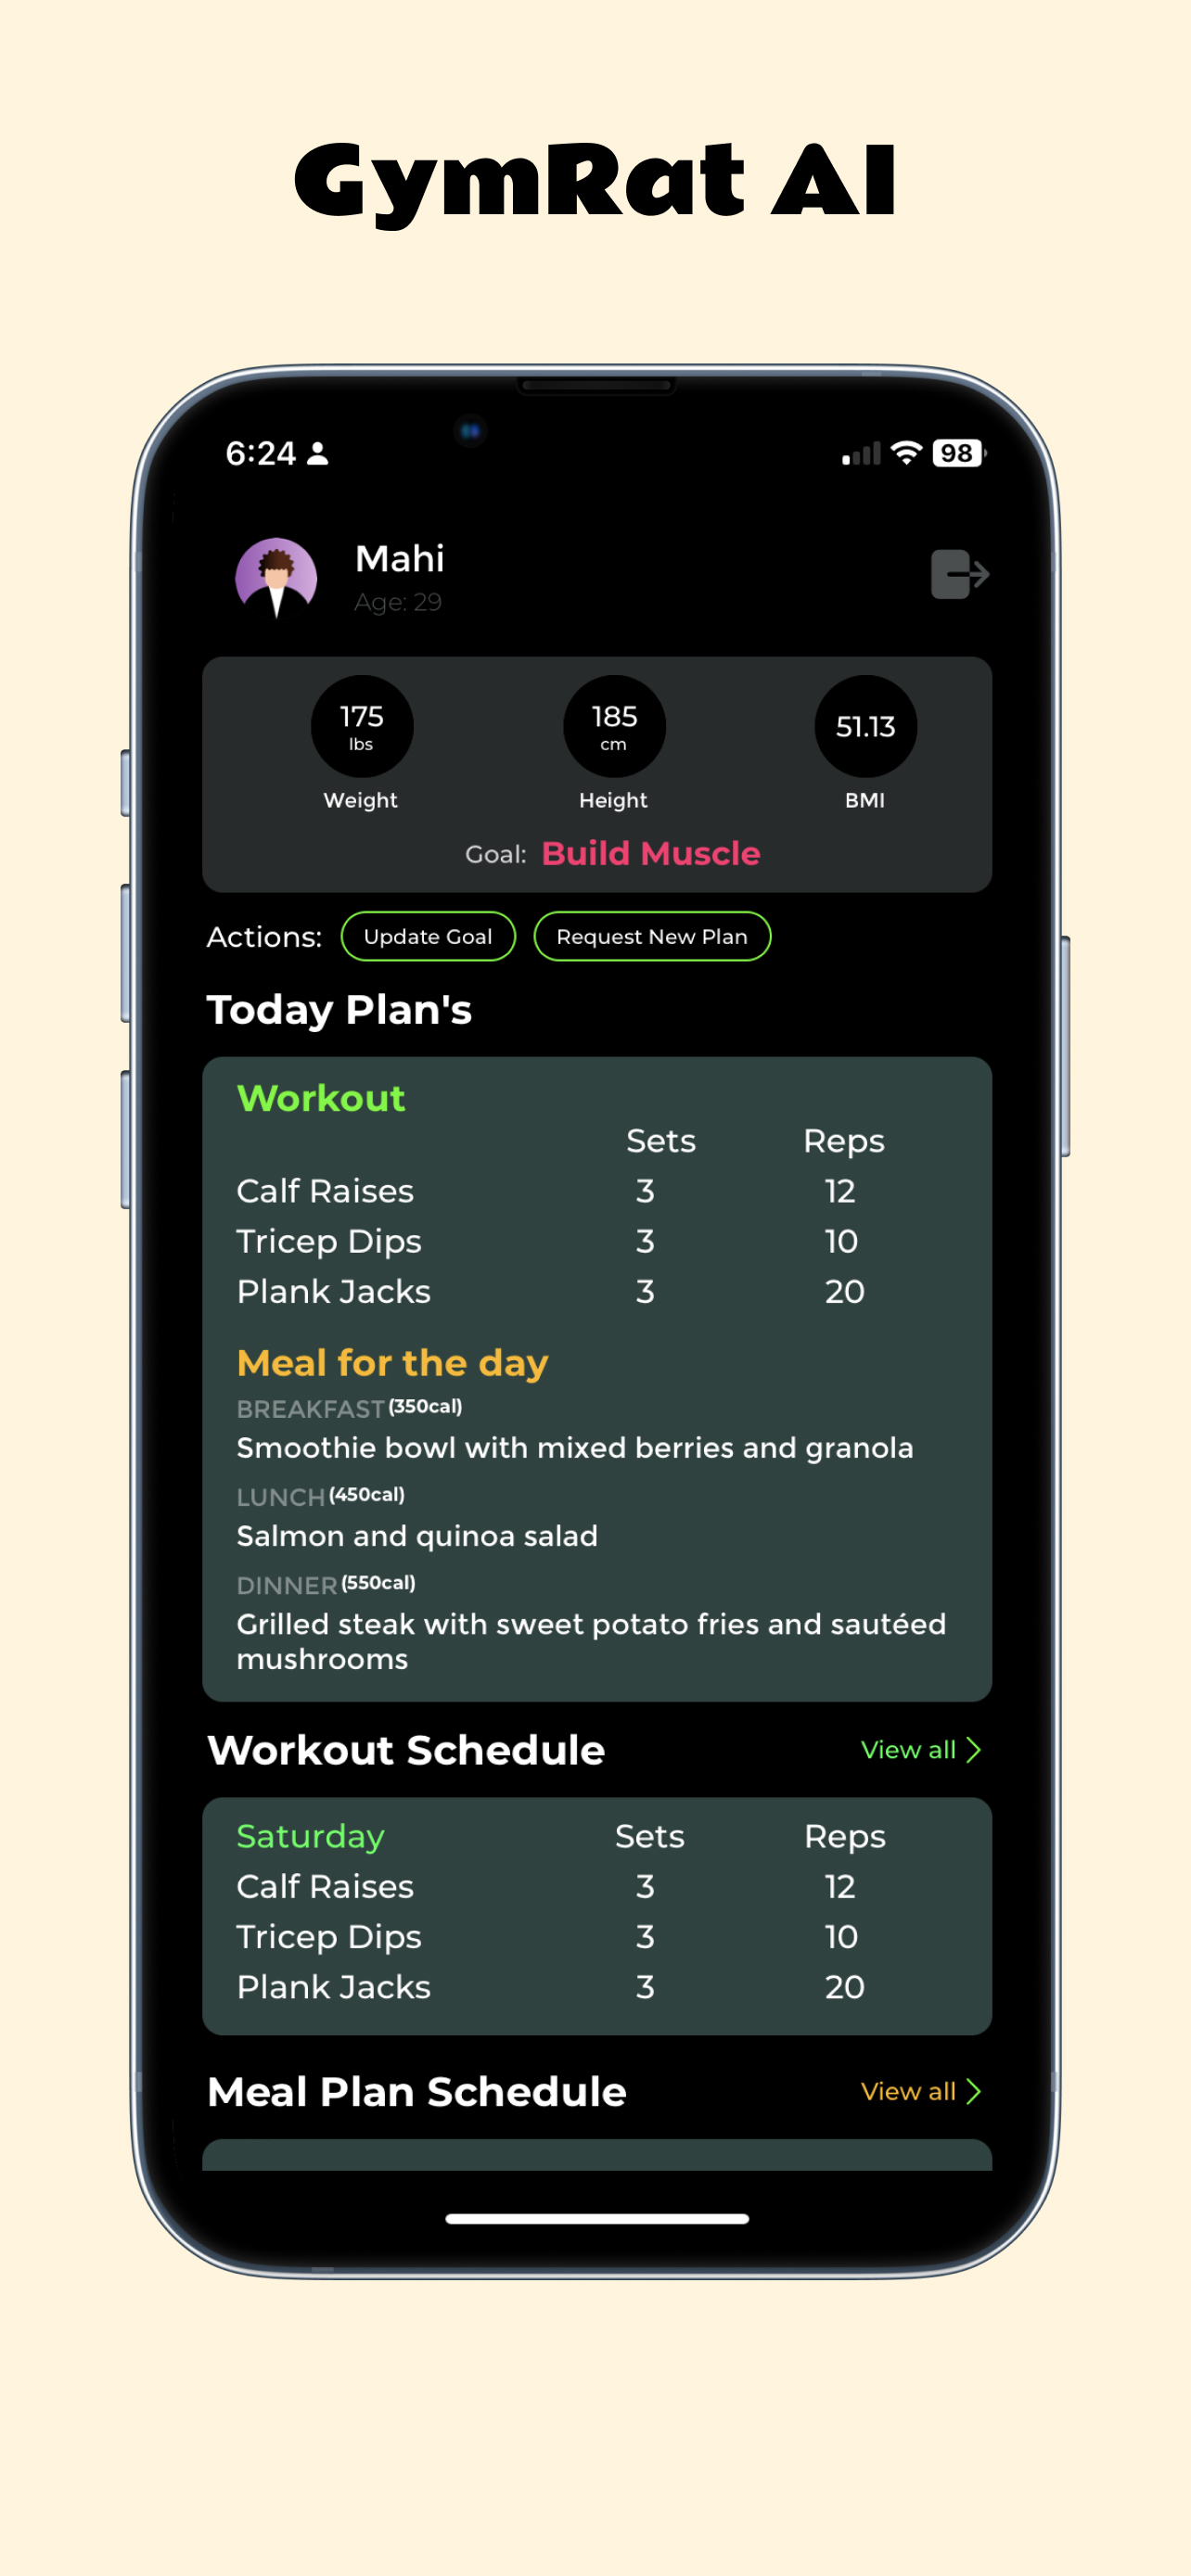 GymRat AI
6:24 98
Mahi
Age: 29
175 185 51.13
lbs cm
Weight Height BMI
Goal: Build Muscle
Actions: Update Goal Request New Plan
Today Plan's
Workout
Sets Reps
Calf Raises 3 12
Tricep Dips 3 10
Plank Jacks 3 20
Meal for the day
BREAKFAST (350cal)
Smoothie bowl with mixed berries and granola
LUNCH (450cal)
Salmon and quinoa salad
DINNER (550cal)
Grilled steak with sweet potato fries and sautéed
mushrooms
Workout Schedule View all
Saturday Sets Reps
Calf Raises 3 12
Tricep Dips 3 10
Plank Jacks 3 20
Meal Plan Schedule View all